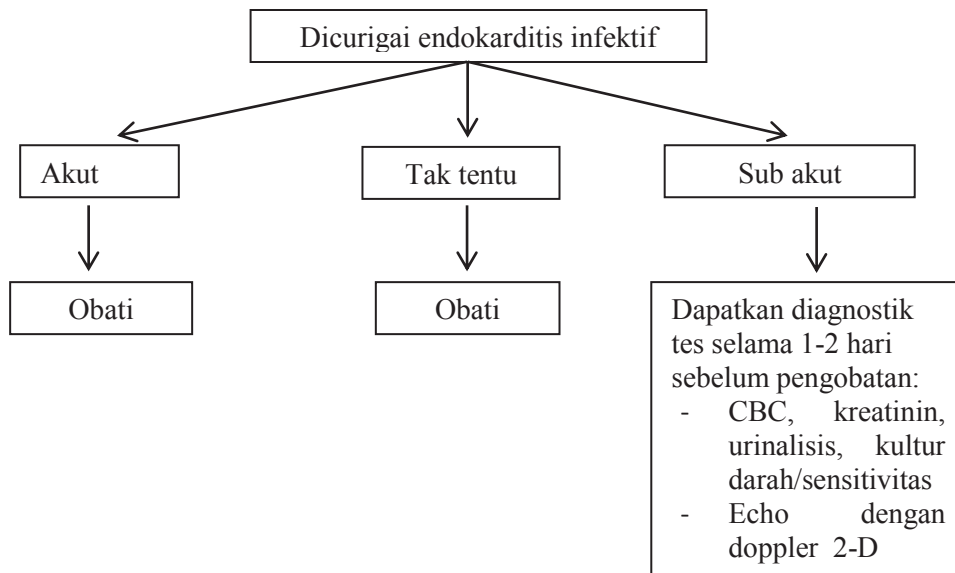 Dicurigai endokarditis infektif
Akut
Tak tentu
Sub akut
Obati
Obati
Dapatkan diagnostik
tes selama 1-2 hari
sebelum pengobatan:
- CBC, kreatinin,
urinalisis, kultur
darah/sensitivitas
- Echo dengan
doppler 2-D